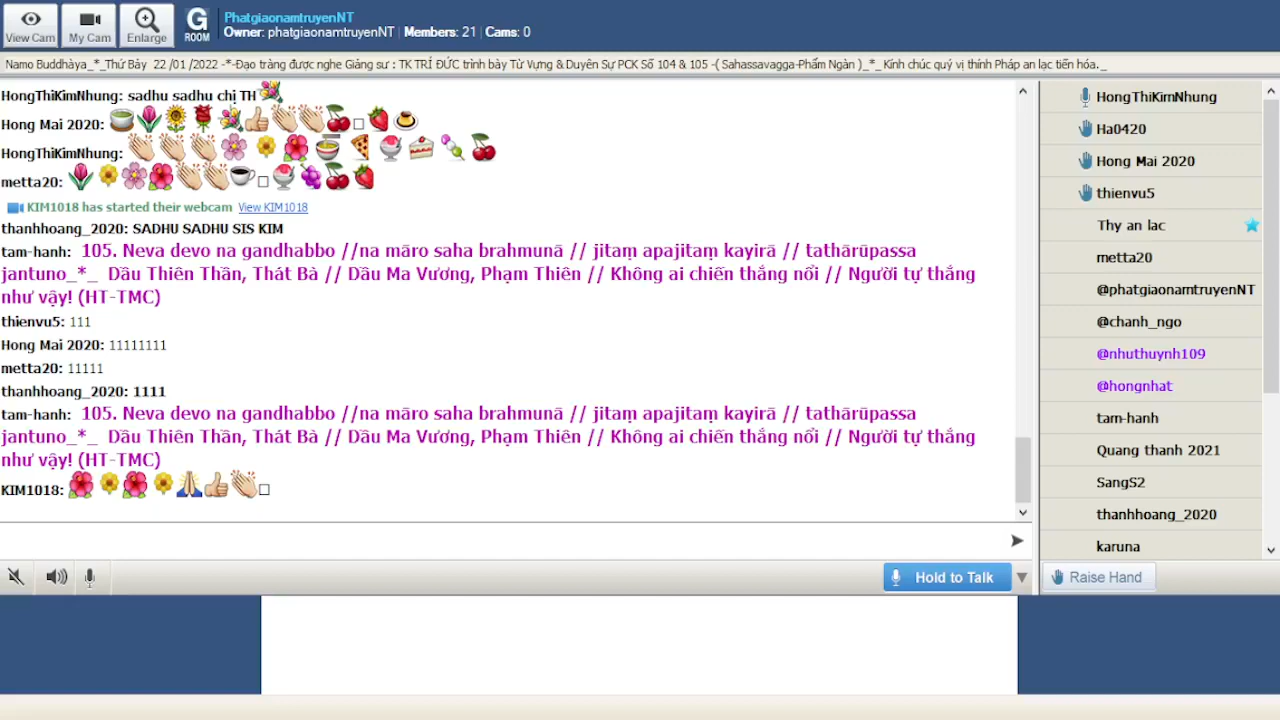 View Cam
My Cam
Enlarge
G
ROOM
PhatgiaonamtruyenNT
Owner: phatgiaonamtruyenNT | Members: 21 | Cams: 0
Namo Buddhàya_*_Thứ Bảy 22 /01 /2022 -*-Đạo tràng được nghe Giảng sư : TK TRÍ ĐỨC trình bày Từ Vựng & Duyên Sự PCK Số 104 & 105 -( Sahassavagga-Phẩm Ngàn )_*_ Kính chúc quý vị thính Pháp an lạc tiến hóa._
HongThiKimNhung: sadhu sadhu chị TH
Hong Mai 2020:
HongThiKimNhung:
metta20:
KIM1018 has started their webcam View KIM1018
thanhhoang_2020: SADHU SADHU SIS KIM
tam-hanh: 105. Neva devo na gandhabbo //na māro saha brahmunā // jitaṃ apajitaṃ kayirā // tathārūpassa
jantuno_*_ Dầu Thiên Thần, Thát Bà // Dầu Ma Vương, Phạm Thiên // Không ai chiến thắng nổi // Người tự thắng
như vậy! (HT-TMC)
thienvu5: 111
Hong Mai 2020: 11111111
metta20: 11111
thanhhoang_2020: 1111
tam-hanh: 105. Neva devo na gandhabbo //na māro saha brahmunā // jitaṃ apajitaṃ kayirā // tathārūpassa
jantuno_*_ Dầu Thiên Thần, Thát Bà // Dầu Ma Vương, Phạm Thiên // Không ai chiến thắng nổi // Người tự thắng
như vậy! (HT-TMC)
KIM1018:
Hold to Talk
HongThiKimNhung
Ha0420
Hong Mai 2020
thienvu5
Thy an lac
metta20
@phatgiaonamtruyenNT
@chanh_ngo
@nhuthuynh109
@hongnhat
tam-hanh
Quang thanh 2021
SangS2
thanhhoang_2020
karuna
Raise Hand